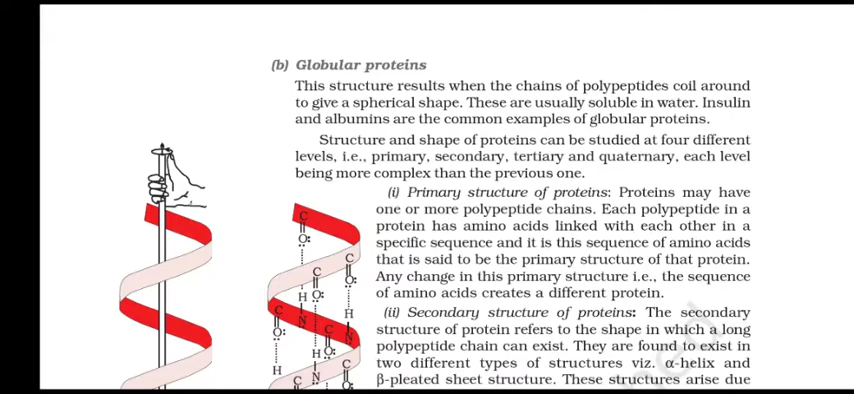 (b) Globular proteins
This structure results when the chains of polypeptides coil around
to give a spherical shape. These are usually soluble in water. Insulin
and albumins are the common examples of globular proteins.
Structure and shape of proteins can be studied at four different
levels, i.e., primary, secondary, tertiary and quaternary, each level
being more complex than the previous one.
(i) Primary structure of proteins: Proteins may have
one or more polypeptide chains. Each polypeptide in a
protein has amino acids linked with each other in a
specific sequence and it is this sequence of amino acids
that is said to be the primary structure of that protein.
Any change in this primary structure i.e., the sequence
of amino acids creates a different protein.
(ii) Secondary structure of proteins: The secondary
structure of protein refers to the shape in which a long
polypeptide chain can exist. They are found to exist in
two different types of structures viz. α-helix and
β-pleated sheet structure. These structures arise due
C
O:
C
C
O:
H O:
C
N
H
O:
C
N
O:
H
C
H
N
C
O: